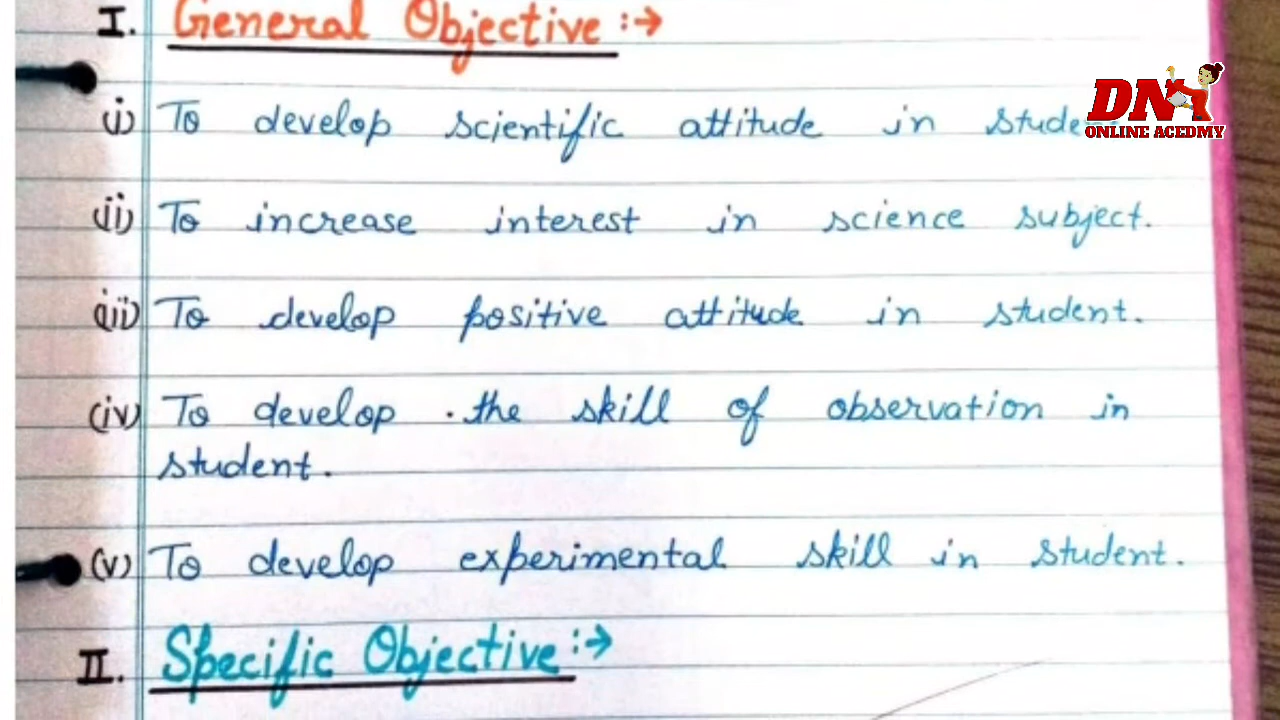 I. General Objective :→
DNA
ONLINE ACEDMY
(i) To develop scientific attitude in
(ii) To increase interest in science subject.
(iii) To develop positive attitude in student.
(iv) To develop the skill of observation in
student.
(v) To develop experimental skill in student.
II. Specific Objective :→